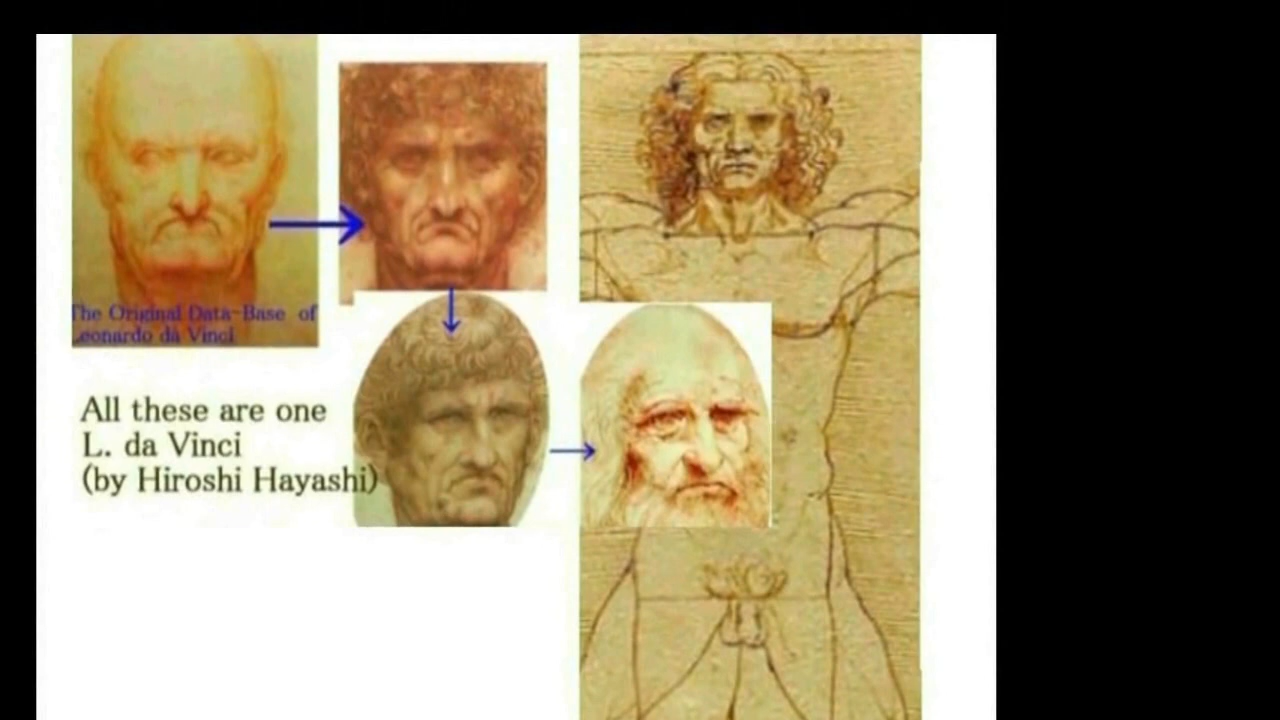 The Original Data-Base of
Leonardo da Vinci
All these are one
L. da Vinci
(by Hiroshi Hayashi)